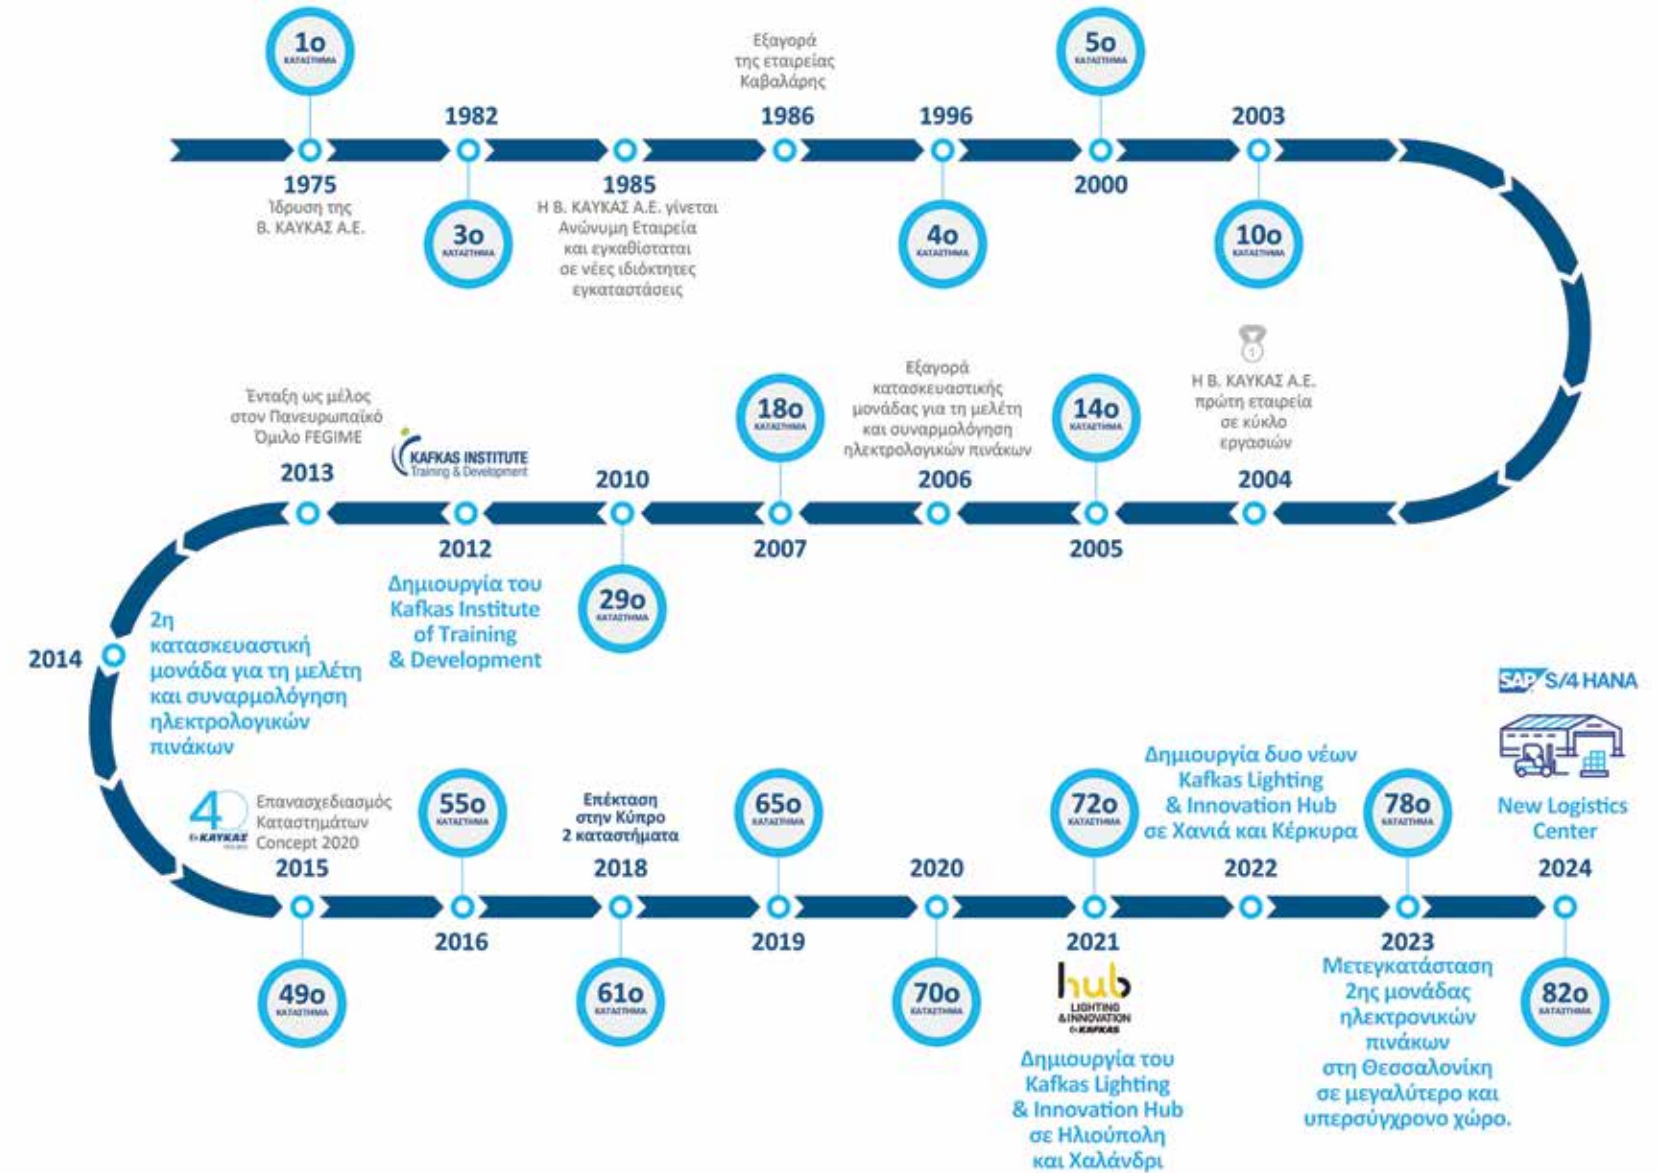 1ο
ΚΑΤΑΣΤΗΜΑ
1975
Ίδρυση της
Β. ΚΑΥΚΑΣ Α.Ε.
1982
3ο
ΚΑΤΑΣΤΗΜΑ
1985
Η Β. ΚΑΥΚΑΣ Α.Ε. γίνεται
Ανώνυμη Εταιρεία
και εγκαθίσταται
σε νέες ιδιόκτητες
εγκαταστάσεις
Εξαγορά
της εταιρείας
Καβαλάρης
1986
1996
4ο
ΚΑΤΑΣΤΗΜΑ
5ο
ΚΑΤΑΣΤΗΜΑ
2000
2003
10ο
ΚΑΤΑΣΤΗΜΑ
1
Η Β. ΚΑΥΚΑΣ Α.Ε.
πρώτη εταιρεία
σε κύκλο
εργασιών
2004
14ο
ΚΑΤΑΣΤΗΜΑ
2005
Εξαγορά
κατασκευαστικής
μονάδας για τη μελέτη
και συναρμολόγηση
ηλεκτρολογικών πινάκων
2006
18ο
ΚΑΤΑΣΤΗΜΑ
2007
2010
29ο
ΚΑΤΑΣΤΗΜΑ
KAFKAS INSTITUTE
Training & Development
2012
Δημιουργία του
Kafkas Institute
of Training
& Development
Ένταξη ως μέλος
στον Πανευρωπαϊκό
Όμιλο FEGIME
2013
2014
2η
κατασκευαστική
μονάδα για τη μελέτη
και συναρμολόγηση
ηλεκτρολογικών
πινάκων
40
ΚΑΥΚΑΣ
Επανασχεδιασμός
Καταστημάτων
Concept 2020
2015
49ο
ΚΑΤΑΣΤΗΜΑ
55ο
ΚΑΤΑΣΤΗΜΑ
2016
Επέκταση
στην Κύπρο
2 καταστήματα
2018
61ο
ΚΑΤΑΣΤΗΜΑ
65ο
ΚΑΤΑΣΤΗΜΑ
2019
2020
70ο
ΚΑΤΑΣΤΗΜΑ
72ο
ΚΑΤΑΣΤΗΜΑ
2021
hub
LIGHTING
&INNOVATION
KAFKAS
Δημιουργία του
Kafkas Lighting
& Innovation Hub
σε Ηλιούπολη
και Χαλάνδρι
Δημιουργία δυο νέων
Kafkas Lighting
& Innovation Hub
σε Χανιά και Κέρκυρα
2022
78ο
ΚΑΤΑΣΤΗΜΑ
2023
Μετεγκατάσταση
2ης μονάδας
ηλεκτρονικών
πινάκων
στη Θεσσαλονίκη
σε μεγαλύτερο και
υπερσύγχρονο χώρο.
SAP S/4 HANA
New Logistics
Center
2024
82ο
ΚΑΤΑΣΤΗΜΑ